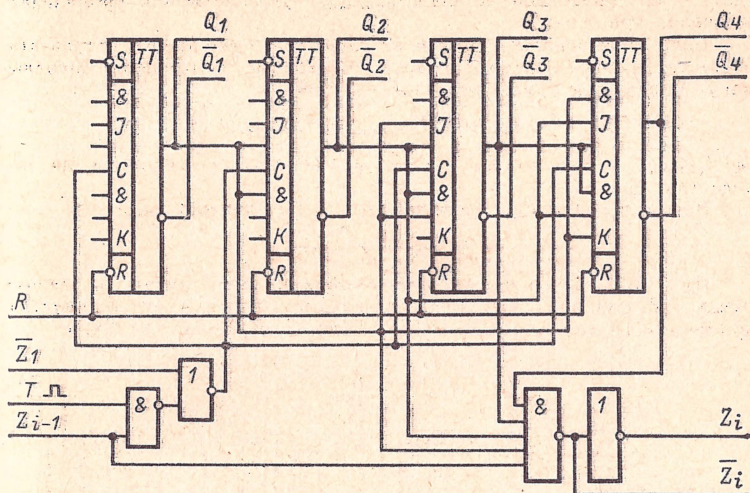 Q1 Q2 Q3 Q4
Q̅1 Q̅2 Q̅3 Q̅4
S TT S TT S TT S TT
& & & &
J J J J
C C C C
& & & &
K K K K
R R R R
R
Z̅1
1
T
& & 1
Zi-1
Zi
Z̅i